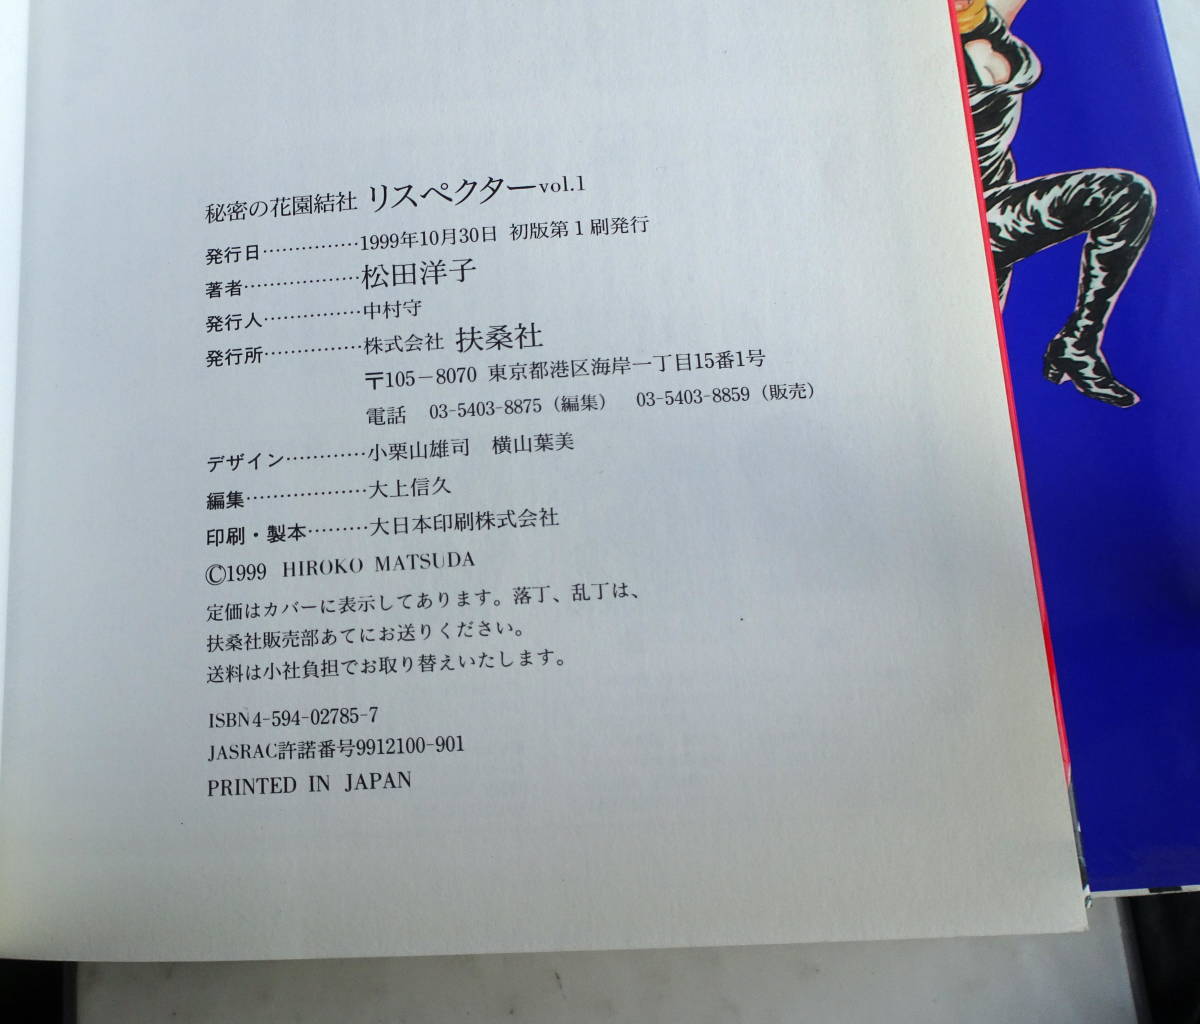 秘密の花園結社 リスペクターvol.1
発行日……………1999年10月30日 初版第1刷発行
著者………………松田洋子
発行人……………中村守
発行所……………株式会社 扶桑社
〒105-8070 東京都港区海岸一丁目15番1号
電話 03-5403-8875（編集） 03-5403-8859（販売）
デザイン…………小栗山雄司 横山葉美
編集………………大上信久
印刷・製本………大日本印刷株式会社
©1999 HIROKO MATSUDA
定価はカバーに表示してあります。落丁、乱丁は、
扶桑社販売部あてにお送りください。
送料は小社負担でお取り替えいたします。
ISBN4-594-02785-7
JASRAC許諾番号9912100-901
PRINTED IN JAPAN